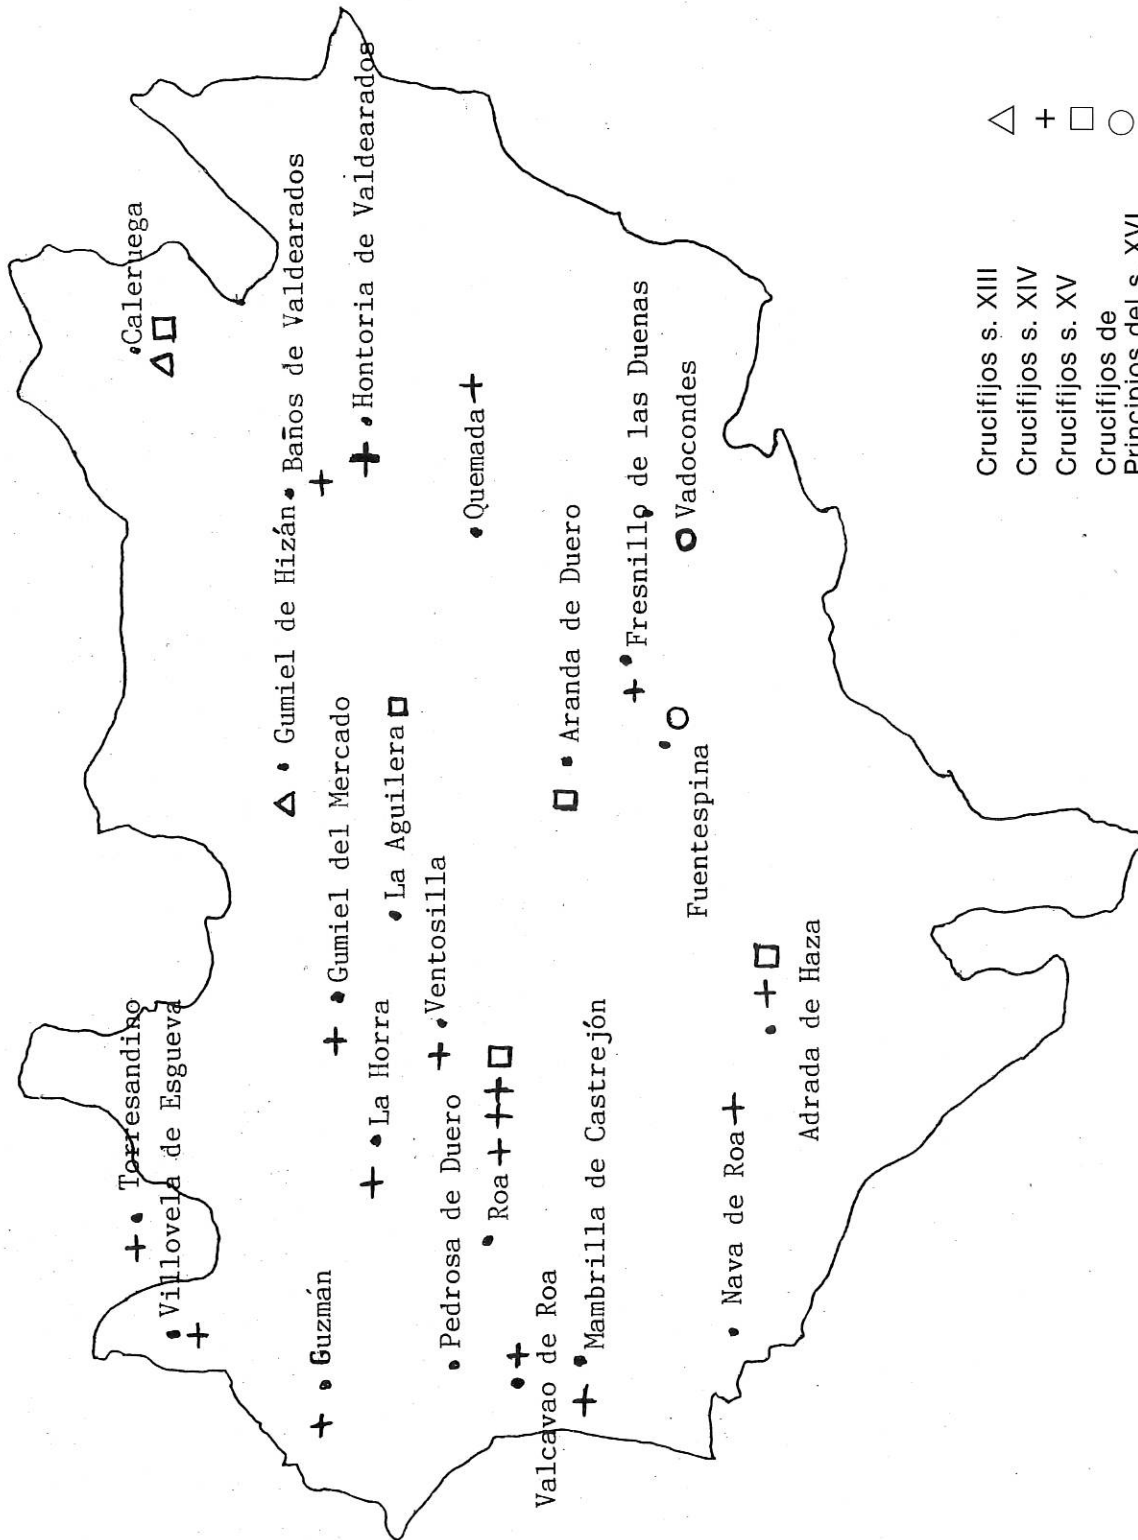 Torresandino
Caleruega
Villovela de Esgueva
Gumiel de Hizán
Baños de Valdearados
Guzmán
Gumiel del Mercado
Hontoria de Valdearados
La Horra
La Aguilera
Ventosilla
Pedrosa de Duero
Quemada
Roa
Valcavao de Roa
Aranda de Duero
Mambrilla de Castrejón
Fresnillo de las Duenas
Vadocondes
Fuentespina
Nava de Roa
Adrada de Haza
Crucifijos s. XIII
Crucifijos s. XIV
Crucifijos s. XV
Crucifijos de
Principios del s. XVI